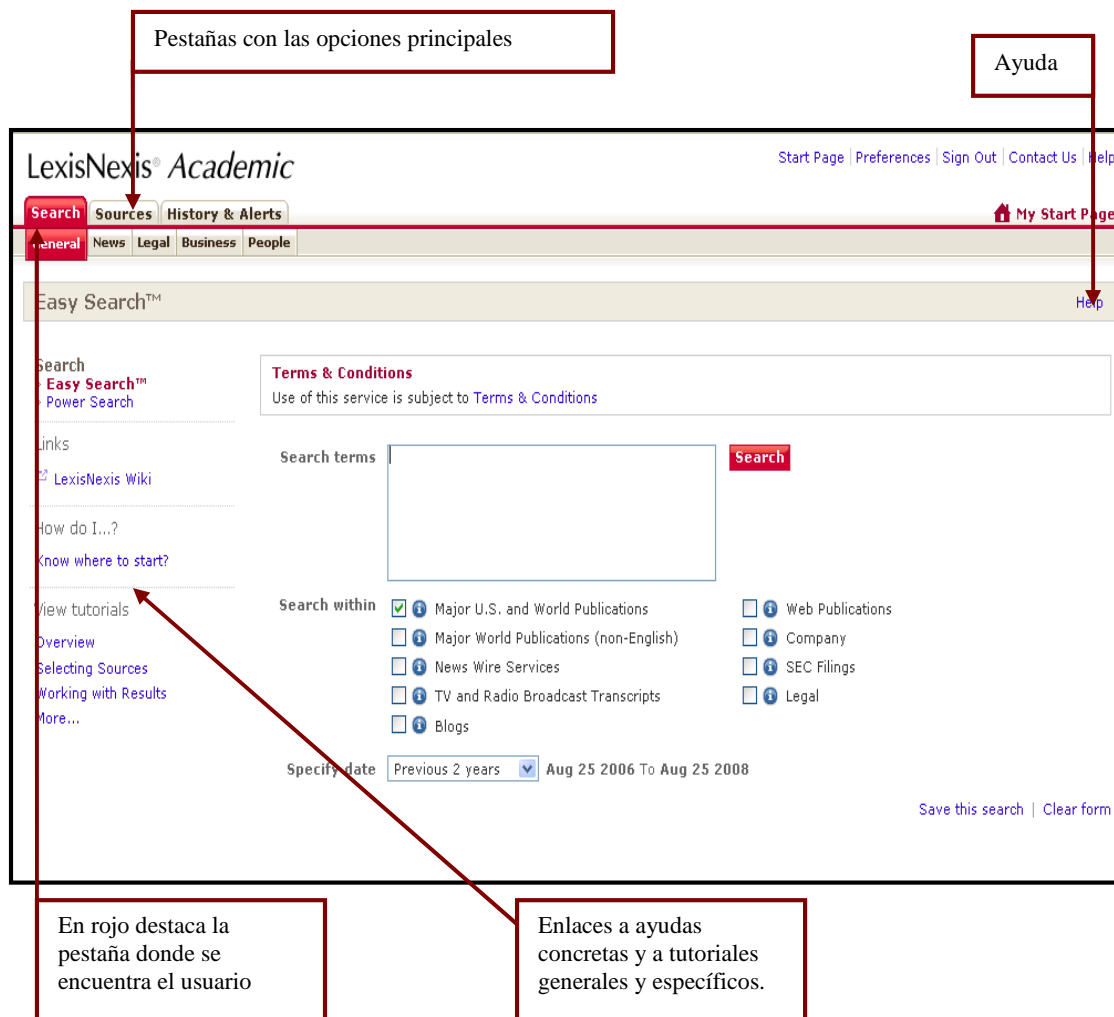 Pestañas con las opciones principales
Ayuda
LexisNexis® Academic
Start Page | Preferences | Sign Out | Contact Us | Help
Search Sources History & Alerts
My Start Page
General News Legal Business People
Easy Search™
Help
Search
Easy Search™
Power Search
Links
LexisNexis Wiki
How do I...?
Know where to start?
View tutorials
Overview
Selecting Sources
Working with Results
More...
Terms & Conditions
Use of this service is subject to Terms & Conditions
Search terms
Search
Search within
Major U.S. and World Publications
Major World Publications (non-English)
News Wire Services
TV and Radio Broadcast Transcripts
Blogs
Web Publications
Company
SEC Filings
Legal
Specify date Previous 2 years Aug 25 2006 To Aug 25 2008
Save this search | Clear form
En rojo destaca la
pestaña donde se
encuentra el usuario
Enlaces a ayudas
concretas y a tutoriales
generales y específicos.